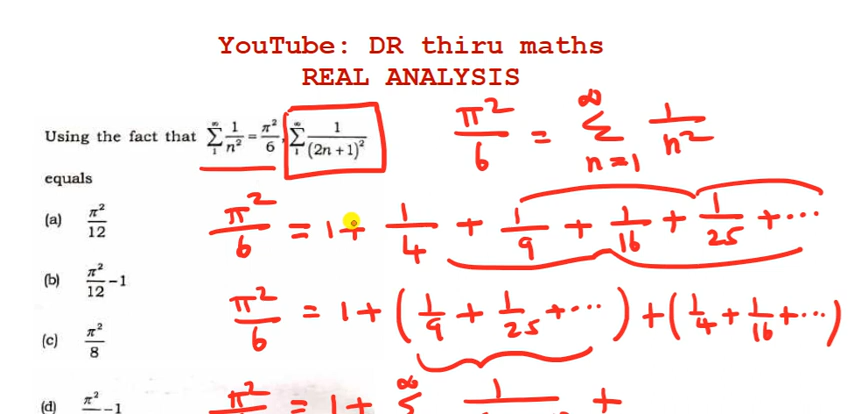 YouTube: DR thiru maths
REAL ANALYSIS
Using the fact that ∑_{1}^{∞} 1/n² = π²/6, ∑_{1}^{∞} 1/(2n + 1)²
equals
(a) π²/12
(b) π²/12 − 1
(c) π²/8
(d) π² − 1
π²/6 = ∑_{n=1}^{∞} 1/n²
π²/6 = 1 + 1/4 + 1/9 + 1/16 + 1/25 + ...
π²/6 = 1 + (1/9 + 1/25 + ...) + (1/4 + 1/16 + ...)
π² = 1 + ∑^{∞} 1 +